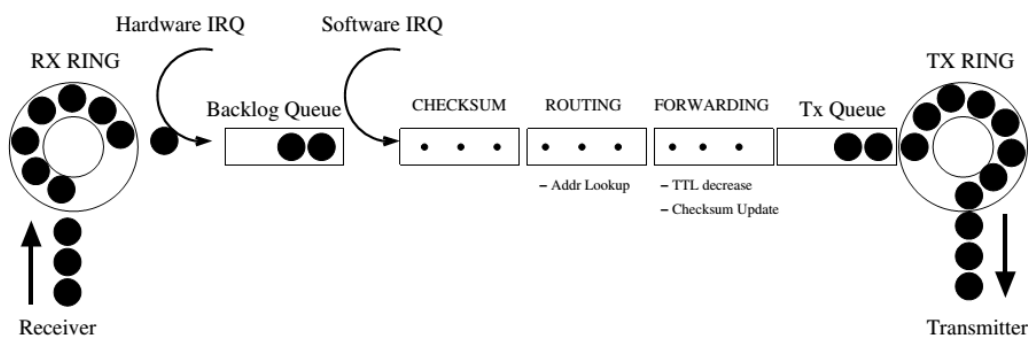 Hardware IRQ
Software IRQ
RX RING
TX RING
Backlog Queue
CHECKSUM
ROUTING
FORWARDING
Tx Queue
– Addr Lookup
– TTL decrease
– Checksum Update
Receiver
Transmitter